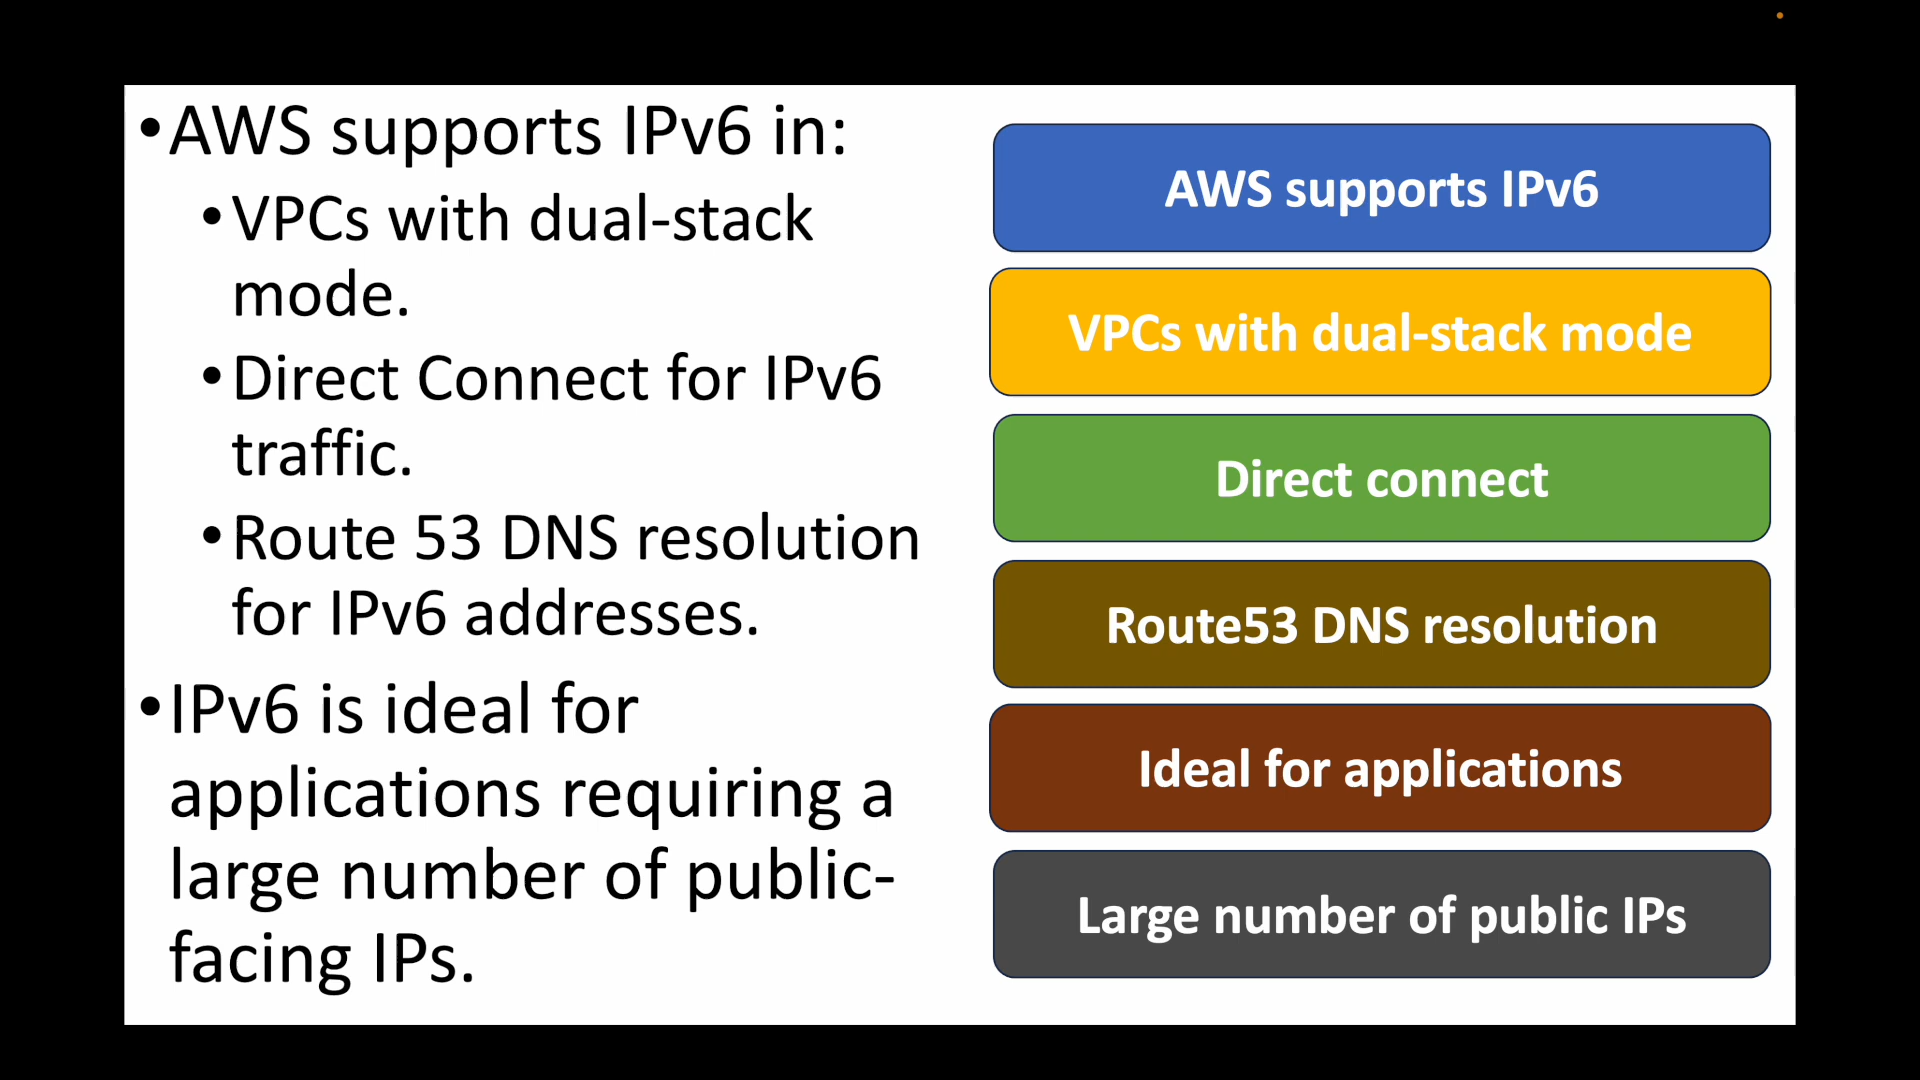 •AWS supports IPv6 in:
•VPCs with dual-stack
mode.
•Direct Connect for IPv6
traffic.
•Route 53 DNS resolution
for IPv6 addresses.
•IPv6 is ideal for
applications requiring a
large number of public-
facing IPs.
AWS supports IPv6
VPCs with dual-stack mode
Direct connect
Route53 DNS resolution
Ideal for applications
Large number of public IPs